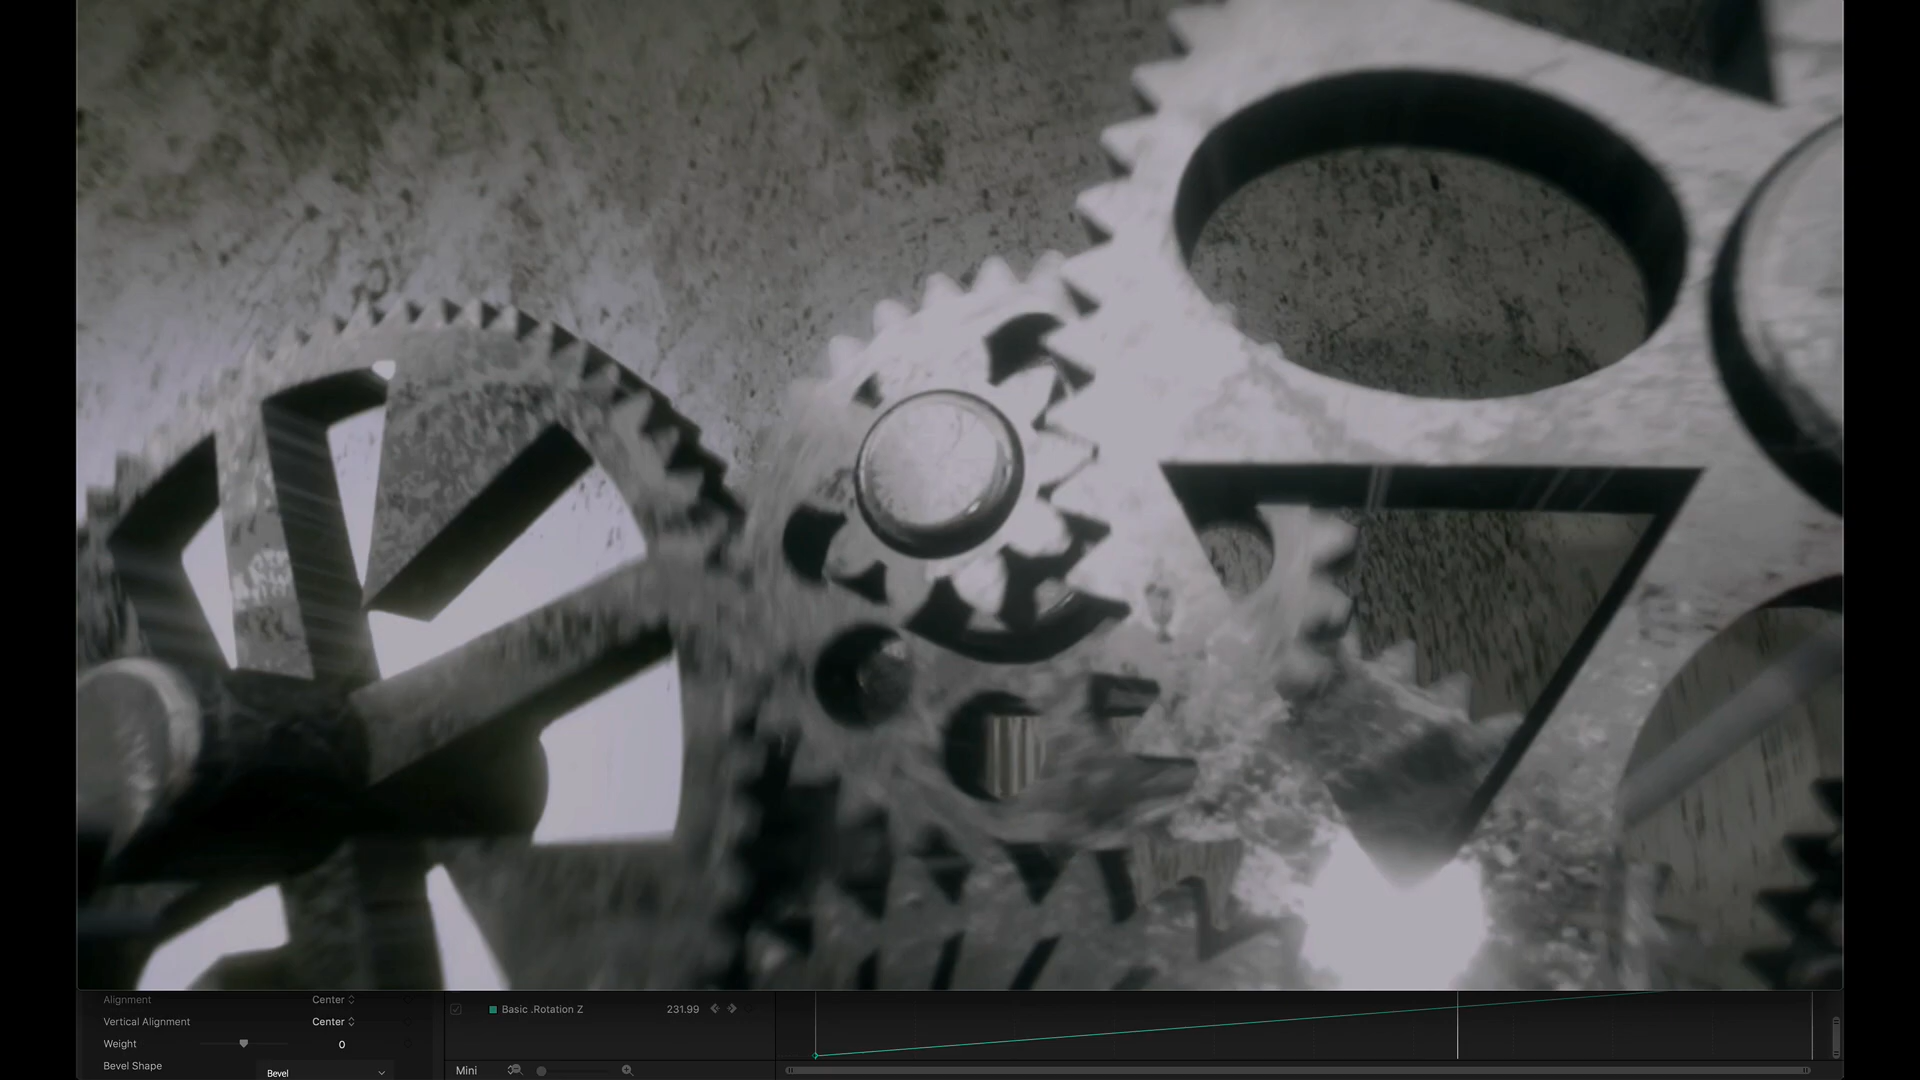 Alignment Center
Vertical Alignment Center
Weight 0
Bevel Shape Bevel
Basic .Rotation Z 231.99
Mini